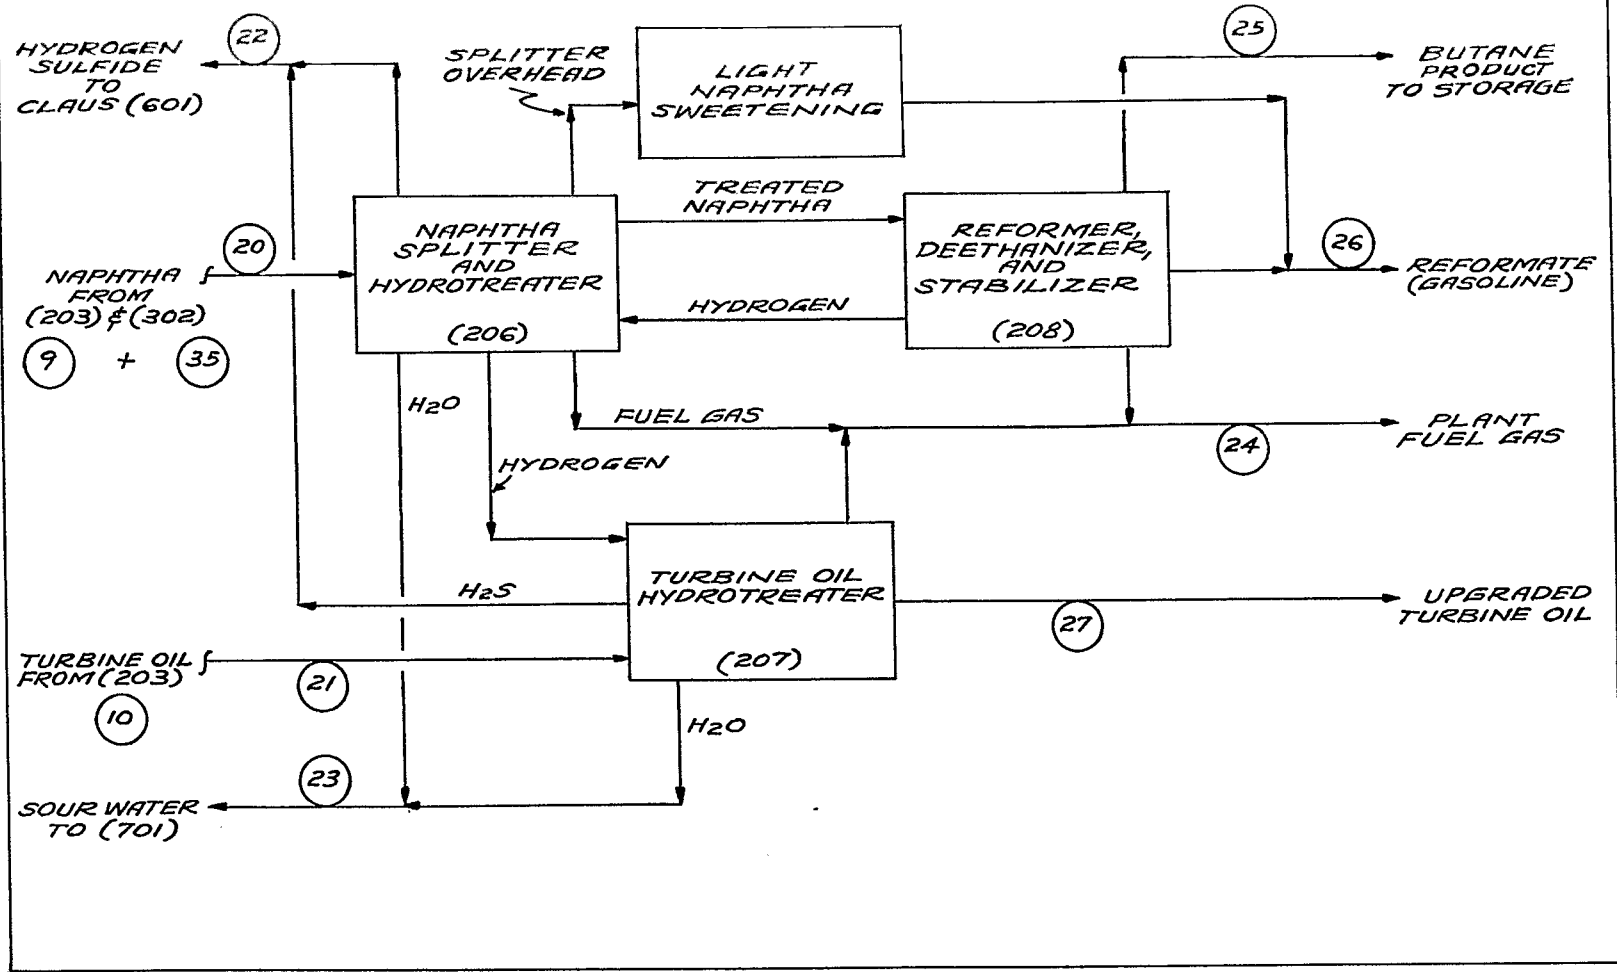 22
HYDROGEN
SULFIDE
TO
CLAUS (601)
SPLITTER
OVERHEAD
LIGHT
NAPHTHA
SWEETENING
25
BUTANE
PRODUCT
TO STORAGE
TREATED
NAPHTHA
20
NAPHTHA
FROM
(203) & (302)
9 + 35
NAPHTHA
SPLITTER
AND
HYDROTREATER
(206)
HYDROGEN
REFORMER,
DEETHANIZER,
AND
STABILIZER
(208)
26
REFORMATE
(GASOLINE)
H2O
FUEL GAS
24
PLANT
FUEL GAS
HYDROGEN
H2S
TURBINE OIL
HYDROTREATER
(207)
27
UPGRADED
TURBINE OIL
TURBINE OIL
FROM (203)
10
21
H2O
23
SOUR WATER
TO (701)